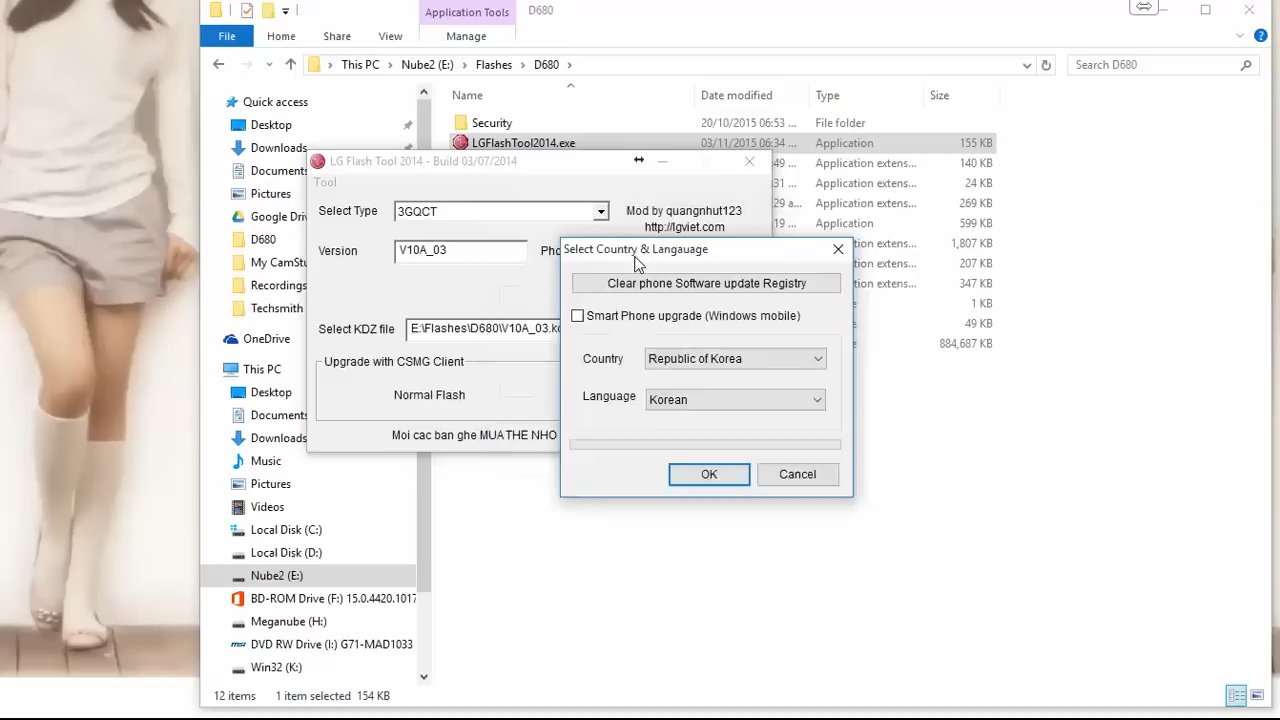 Application Tools
D680
File
Home
Share
View
Manage
This PC
Nube2 (E:)
Flashes
D680
Search D680
Name
Date modified
Type
Size
Quick access
Desktop
Downloads
Documen
Pictures
Google Driv
D680
My CamStu
Recordings
Techsmith
OneDrive
This PC
Desktop
Documents
Downloads
Music
Pictures
Videos
Local Disk (C:)
Local Disk (D:)
Nube2 (E:)
BD-ROM Drive (F:) 15.0.4420.1017
Meganube (H:)
msi DVD RW Drive (I:) G71-MAD1033
Win32 (K:)
Security 20/10/2015 06:53 ... File folder
LGFlashTool2014.exe 03/11/2015 06:34 ... Application 155 KB
:49 ... Application extens... 140 KB
:23 ... Application extens... 24 KB
:29 a... Application extens... 269 KB
:19 ... Application 599 KB
Application extens... 1,807 KB
Application extens... 207 KB
Application extens... 347 KB
1 KB
49 KB
884,687 KB
LG Flash Tool 2014 - Build 03/07/2014
Tool
Select Type 3GQCT Mod by quangnhut123
http://lgviet.com
Version V10A_03 Pho
Select KDZ file E:\Flashes\D680\V10A_03.k
Upgrade with CSMG Client
Normal Flash
Moi cac ban ghe MUATHE NHO
Select Country & Langauage
Clear phone Software update Registry
Smart Phone upgrade (Windows mobile)
Country Republic of Korea
Language Korean
OK Cancel
12 items 1 item selected 154 KB